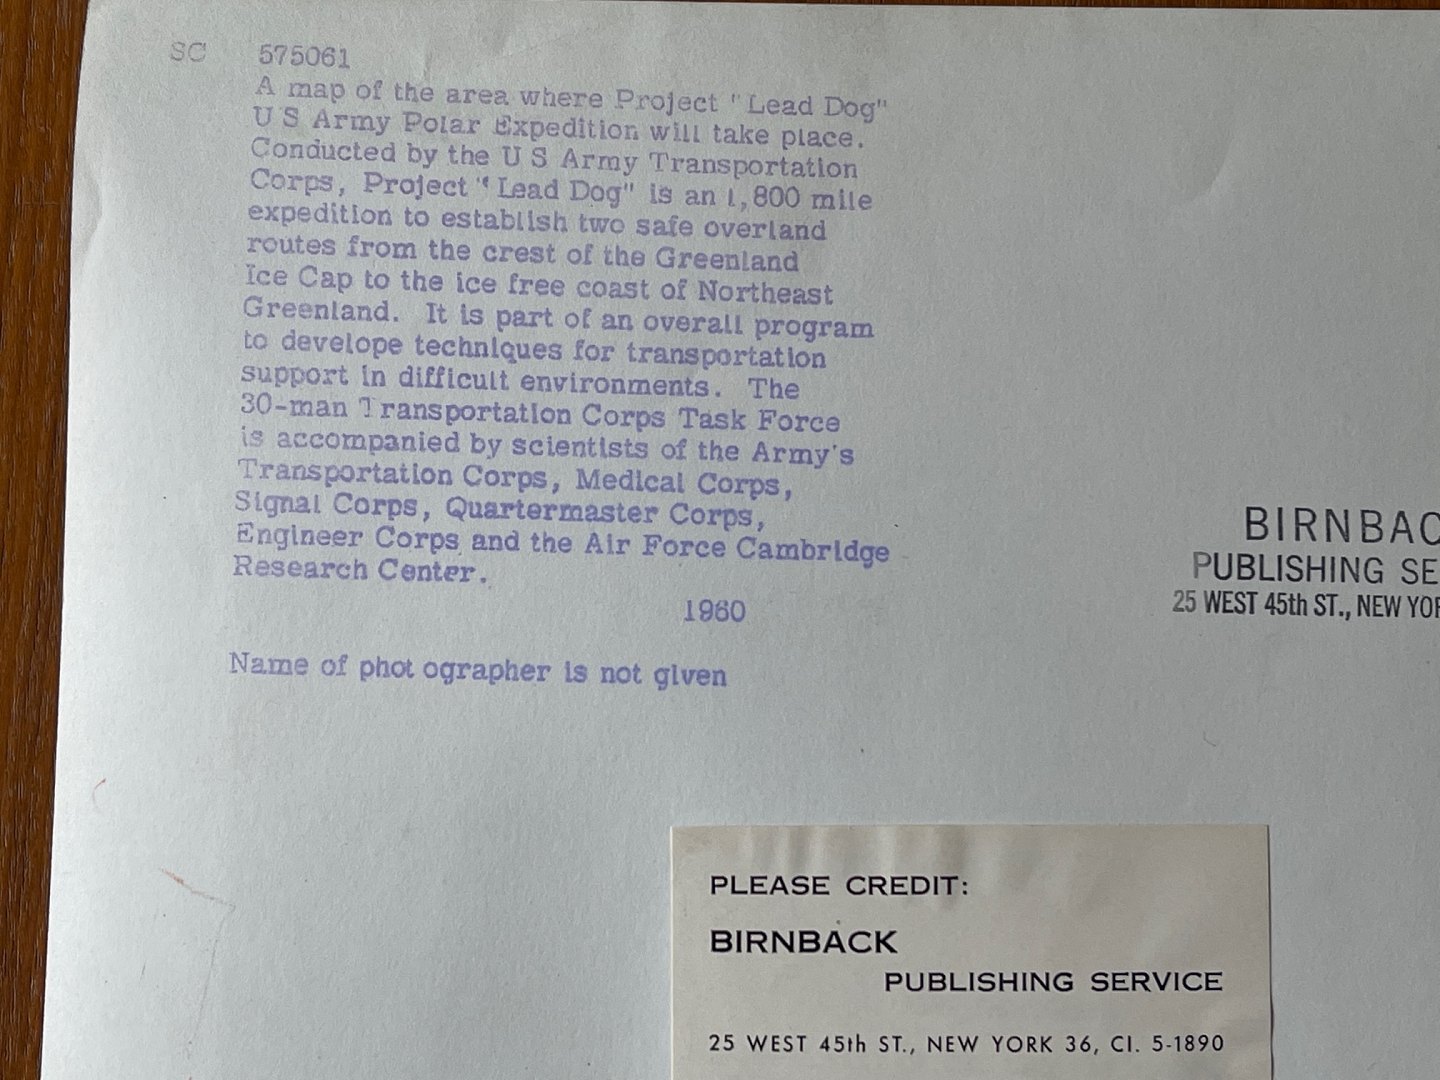 SC 575061
A map of the area where Project "Lead Dog"
U S Army Polar Expedition will take place.
Conducted by the U S Army Transportation
Corps, Project "Lead Dog" is an 1,800 mile
expedition to establish two safe overland
routes from the crest of the Greenland
Ice Cap to the ice free coast of Northeast
Greenland. It is part of an overall program
to develope techniques for transportation
support in difficult environments. The
30-man Transportation Corps Task Force
is accompanied by scientists of the Army's
Transportation Corps, Medical Corps,
Signal Corps, Quartermaster Corps,
Engineer Corps and the Air Force Cambridge
Research Center.
1960
Name of phot ographer is not given
BIRNBAC
PUBLISHING SE
25 WEST 45th ST., NEW YOR
PLEASE CREDIT:
BIRNBACK
PUBLISHING SERVICE
25 WEST 45th ST., NEW YORK 36, CI. 5-1890